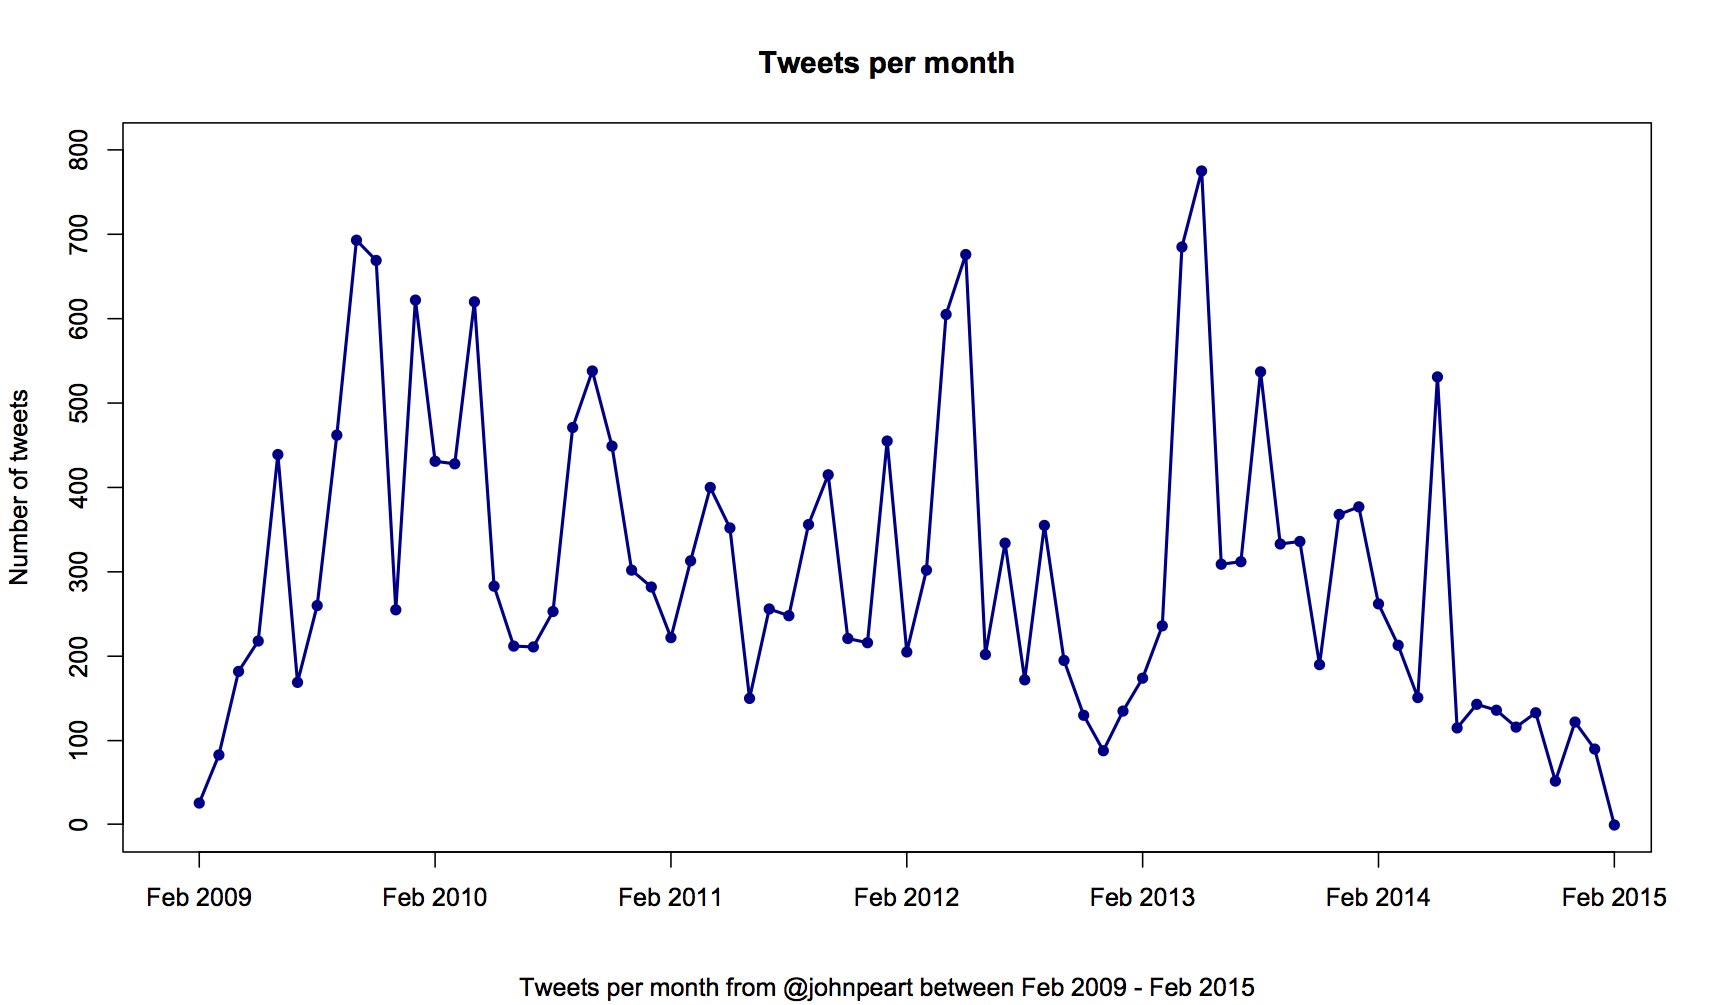 Tweets per month
800
700
600
500
400
300
200
100
0
Number of tweets
Feb 2009 Feb 2010 Feb 2011 Feb 2012 Feb 2013 Feb 2014 Feb 2015
Tweets per month from @johnpeart between Feb 2009 - Feb 2015